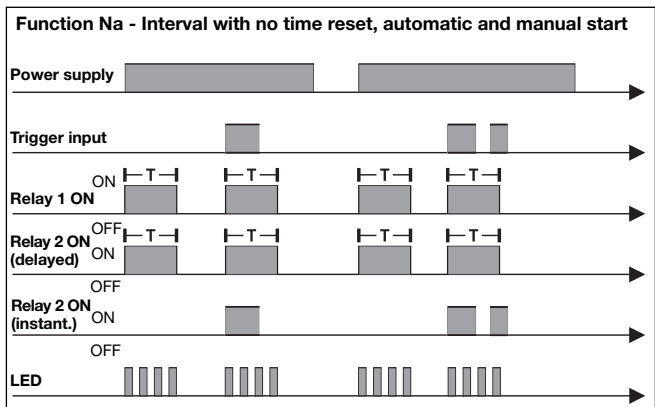 Function Na - Interval with no time reset, automatic and manual start
Power supply
Trigger input
ON T T T T
Relay 1 ON
OFF T T T T
Relay 2 ON
(delayed) ON
OFF
Relay 2 ON
(instant.) ON
OFF
LED